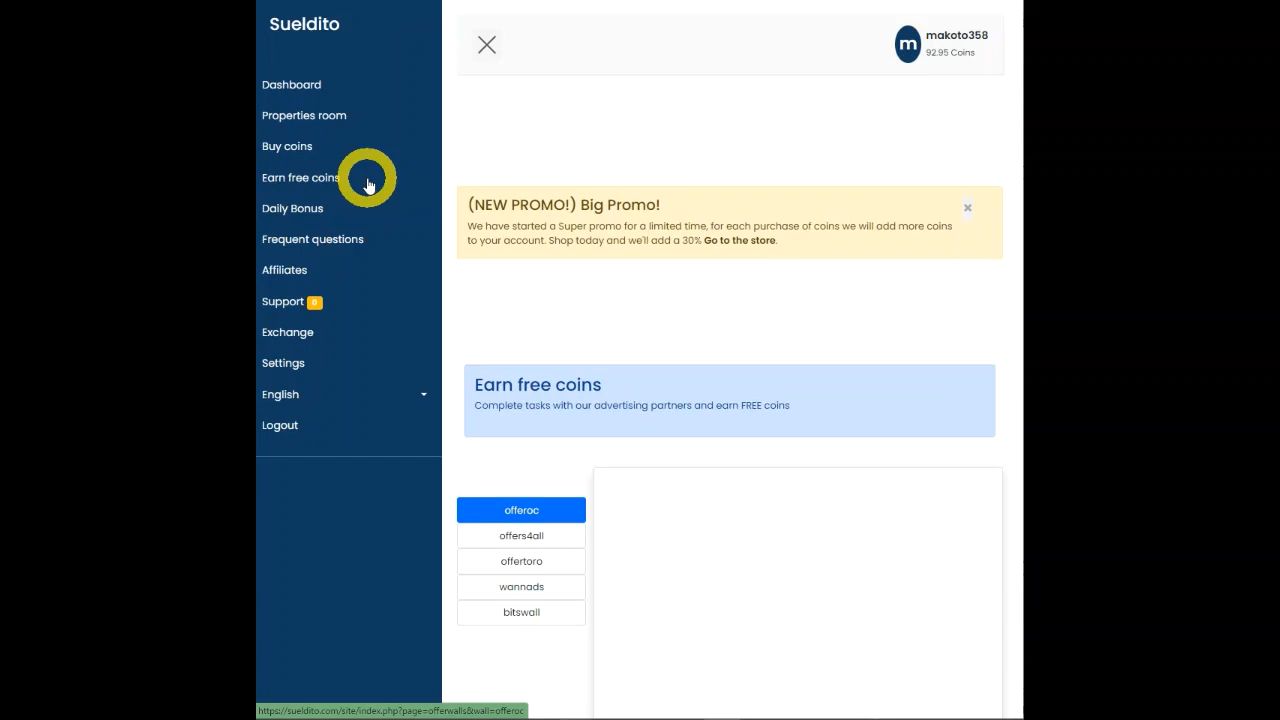 Sueldito
Dashboard
Properties room
Buy coins
Earn free coins
Daily Bonus
Frequent questions
Affiliates
Support 0
Exchange
Settings
English
Logout
m
makoto358
92.95 Coins
(NEW PROMO!) Big Promo!
×
We have started a Super promo for a limited time, for each purchase of coins we will add more coins
to your account. Shop today and we'll add a 30% Go to the store.
Earn free coins
Complete tasks with our advertising partners and earn FREE coins
offeroc
offers4all
offertoro
wannads
bitswall
https://sueldito.com/site/index.php?page=offerwalls&wall=offeroc